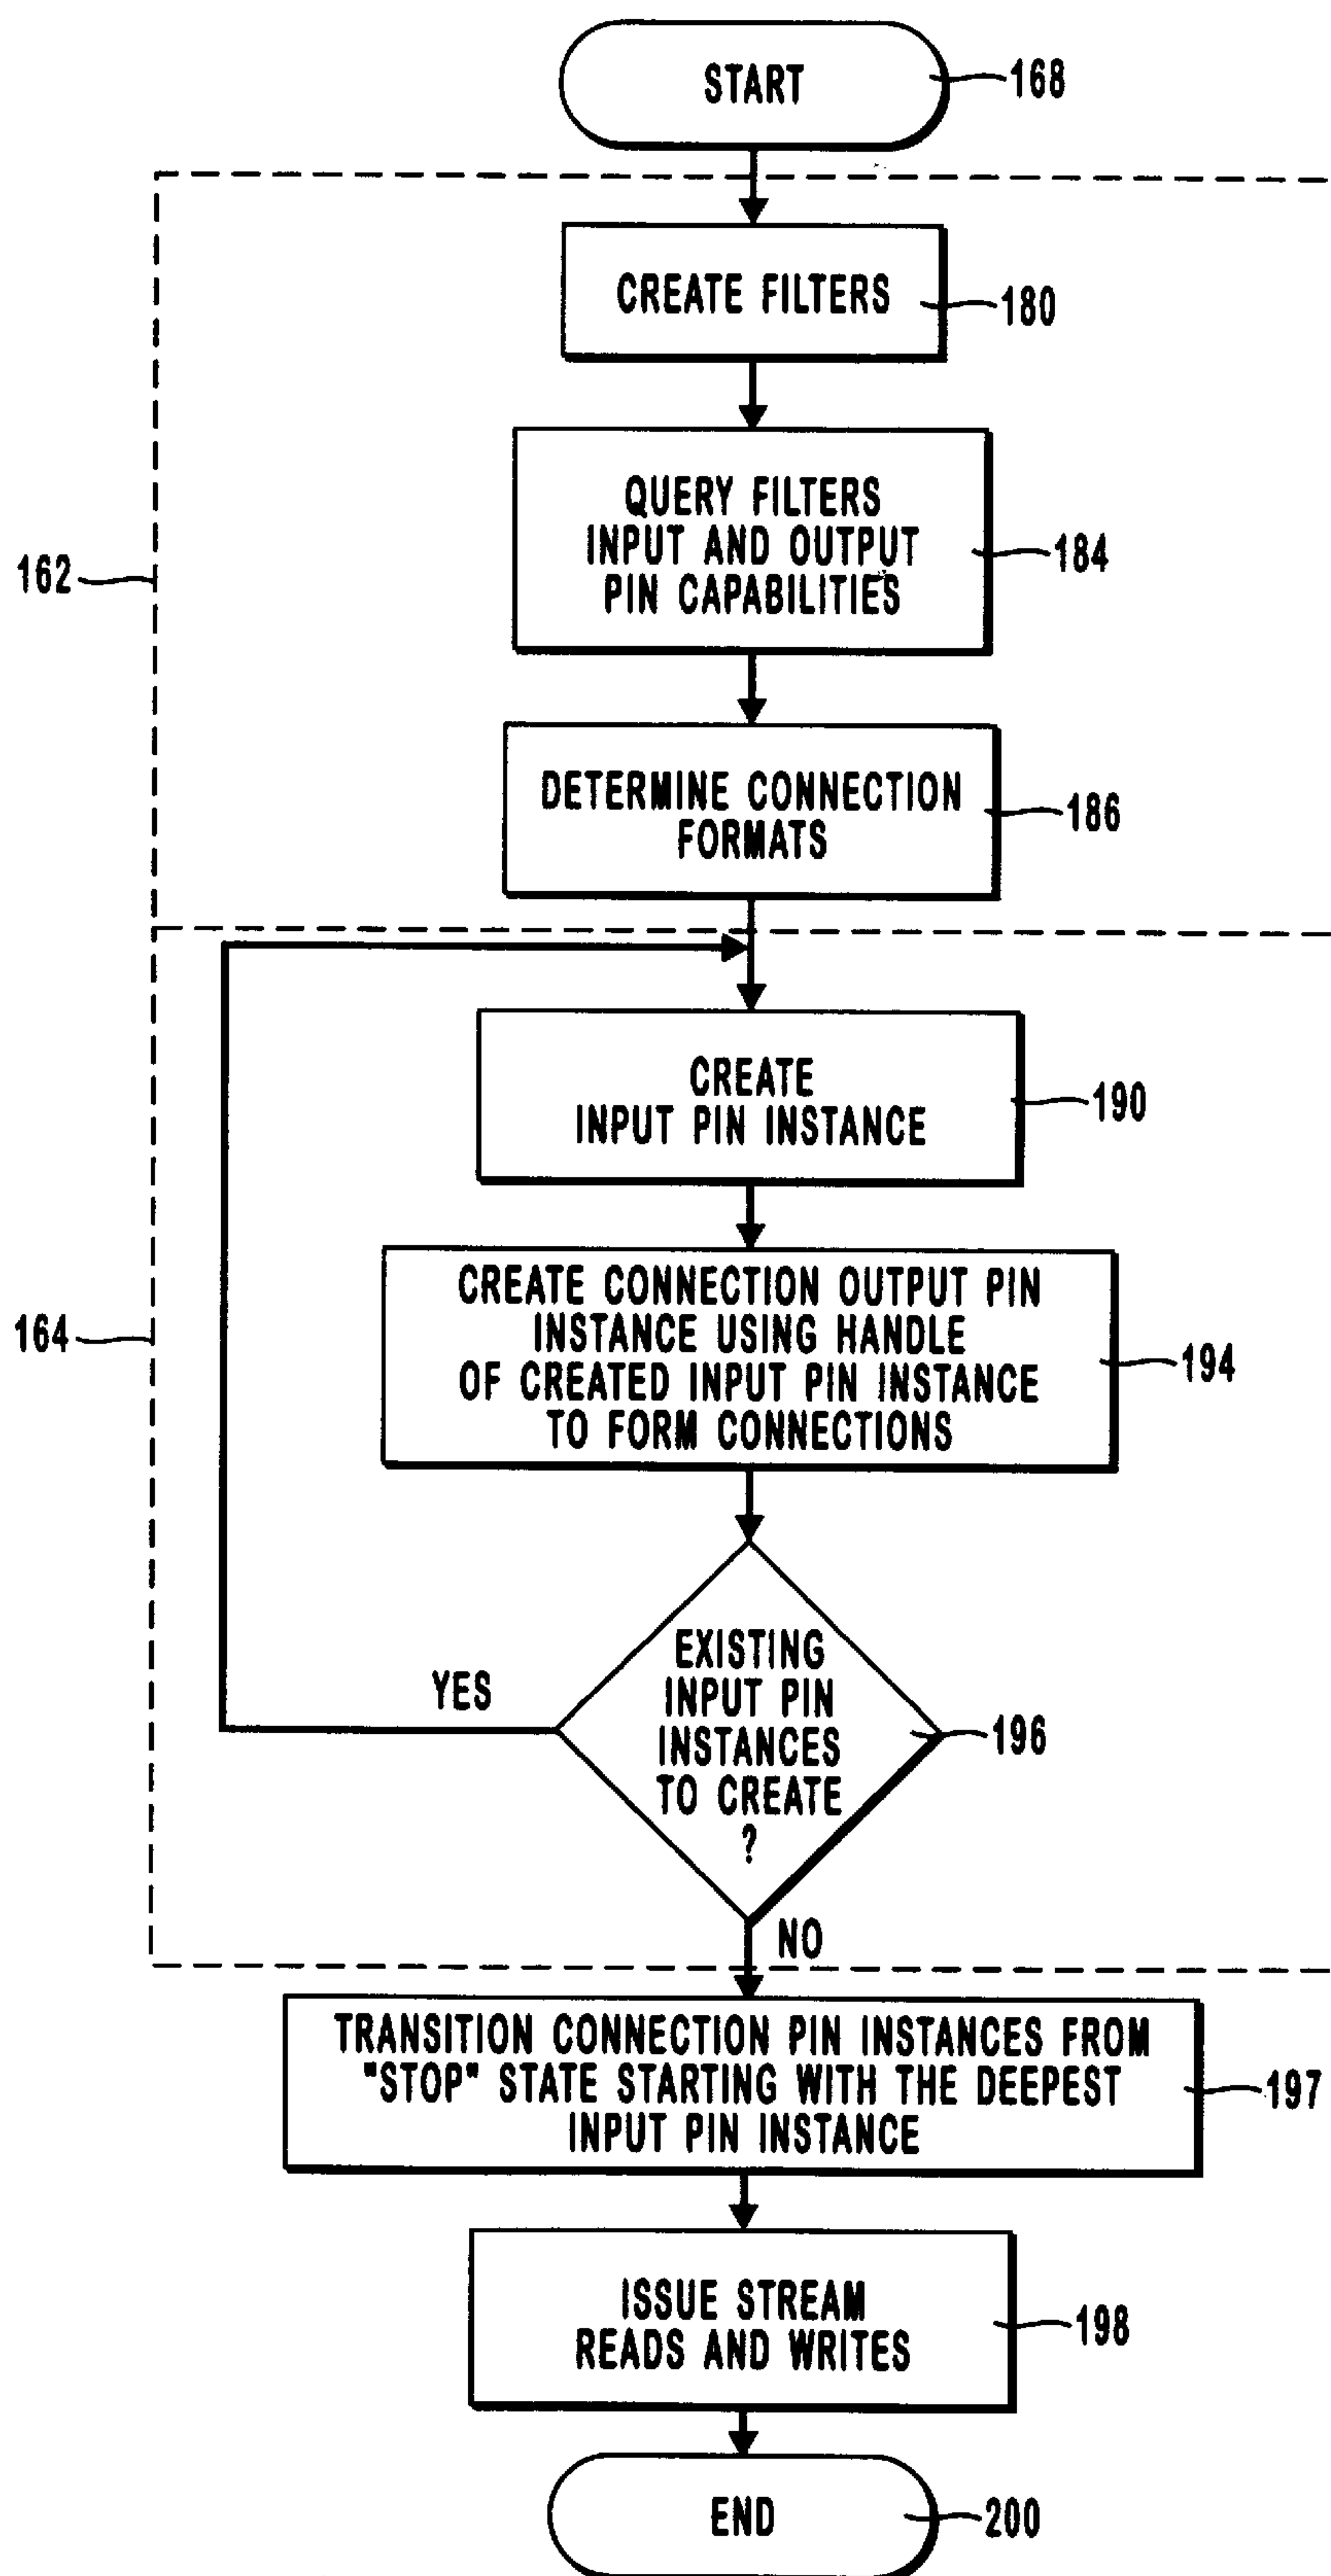 START
168
CREATE FILTERS
180
QUERY FILTERS
INPUT AND OUTPUT
PIN CAPABILITIES
184
162
DETERMINE CONNECTION
FORMATS
186
CREATE
INPUT PIN INSTANCE
190
CREATE CONNECTION OUTPUT PIN
INSTANCE USING HANDLE
OF CREATED INPUT PIN INSTANCE
TO FORM CONNECTIONS
194
164
EXISTING
INPUT PIN
INSTANCES
TO CREATE
?
196
YES
NO
TRANSITION CONNECTION PIN INSTANCES FROM
"STOP" STATE STARTING WITH THE DEEPEST
INPUT PIN INSTANCE
197
ISSUE STREAM
READS AND WRITES
198
END
200